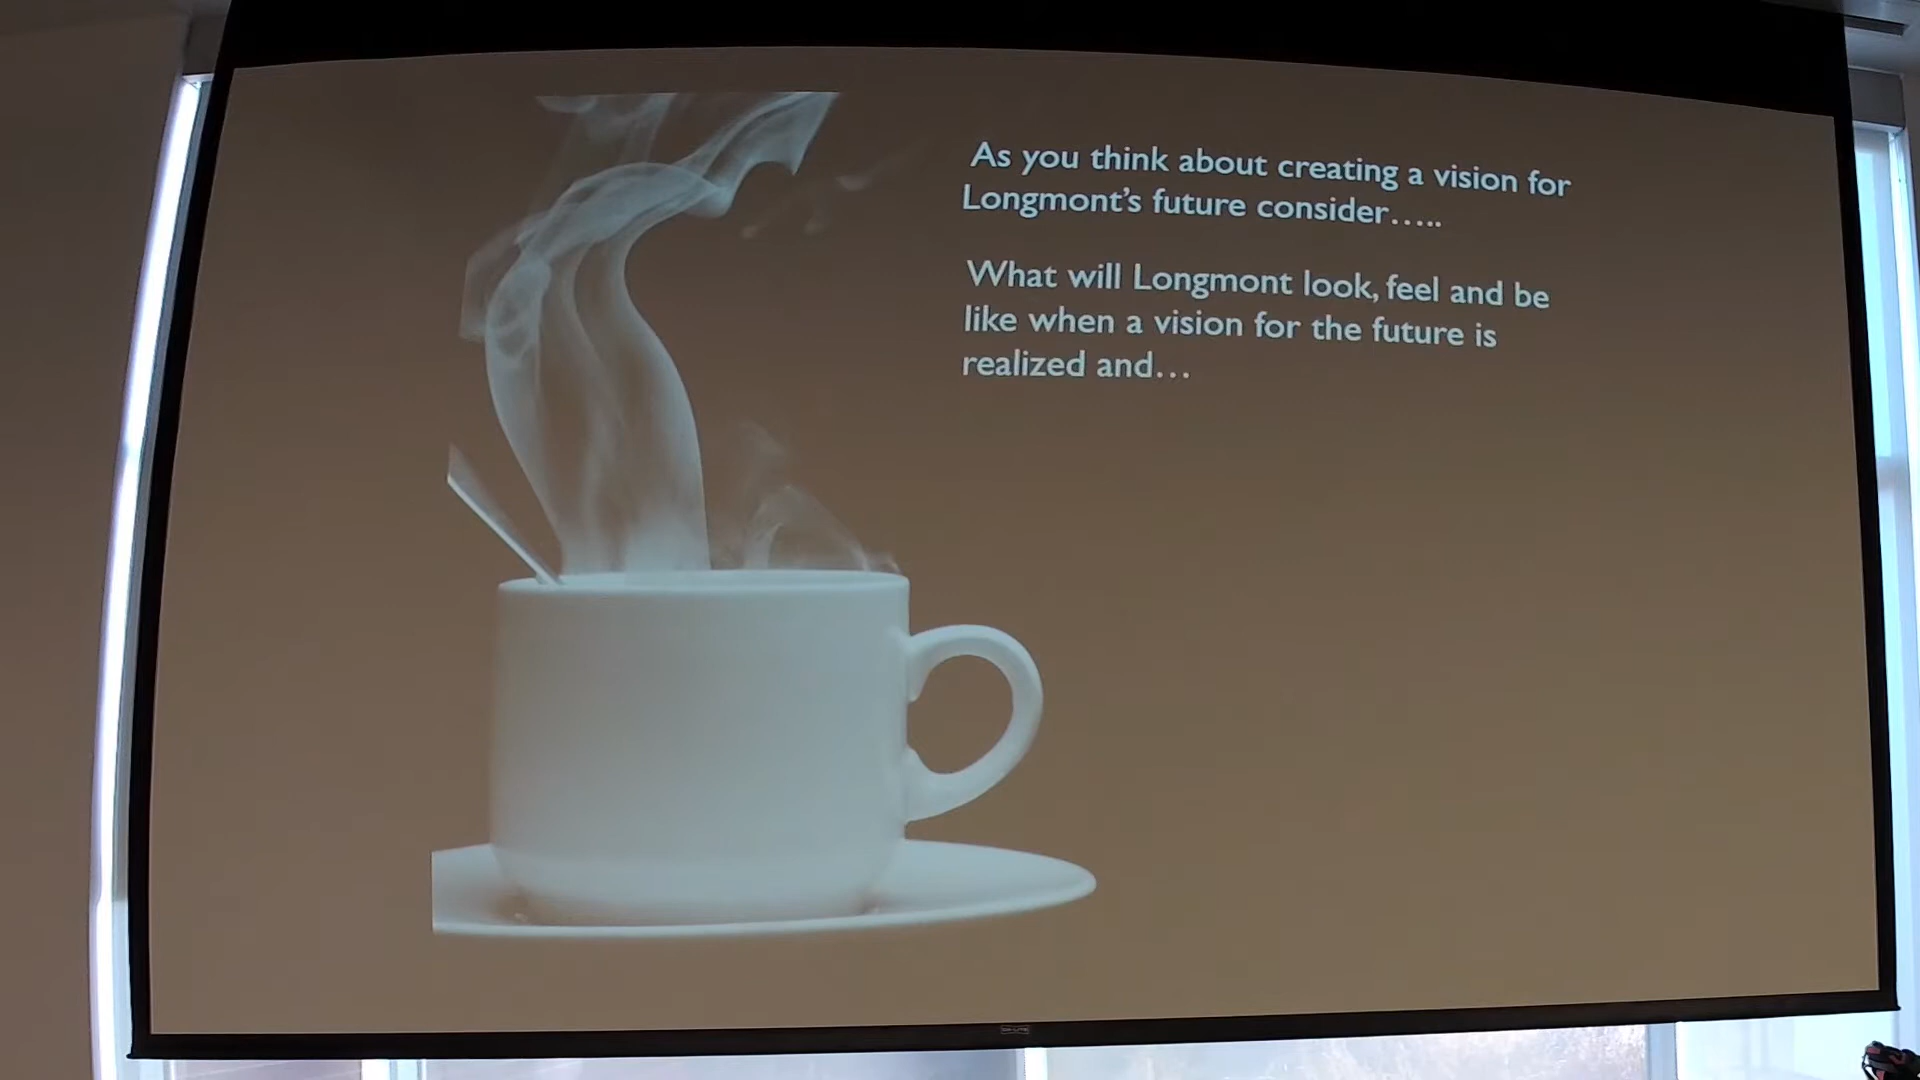 As you think about creating a vision for
Longmont's future consider.....
What will Longmont look, feel and be
like when a vision for the future is
realized and...